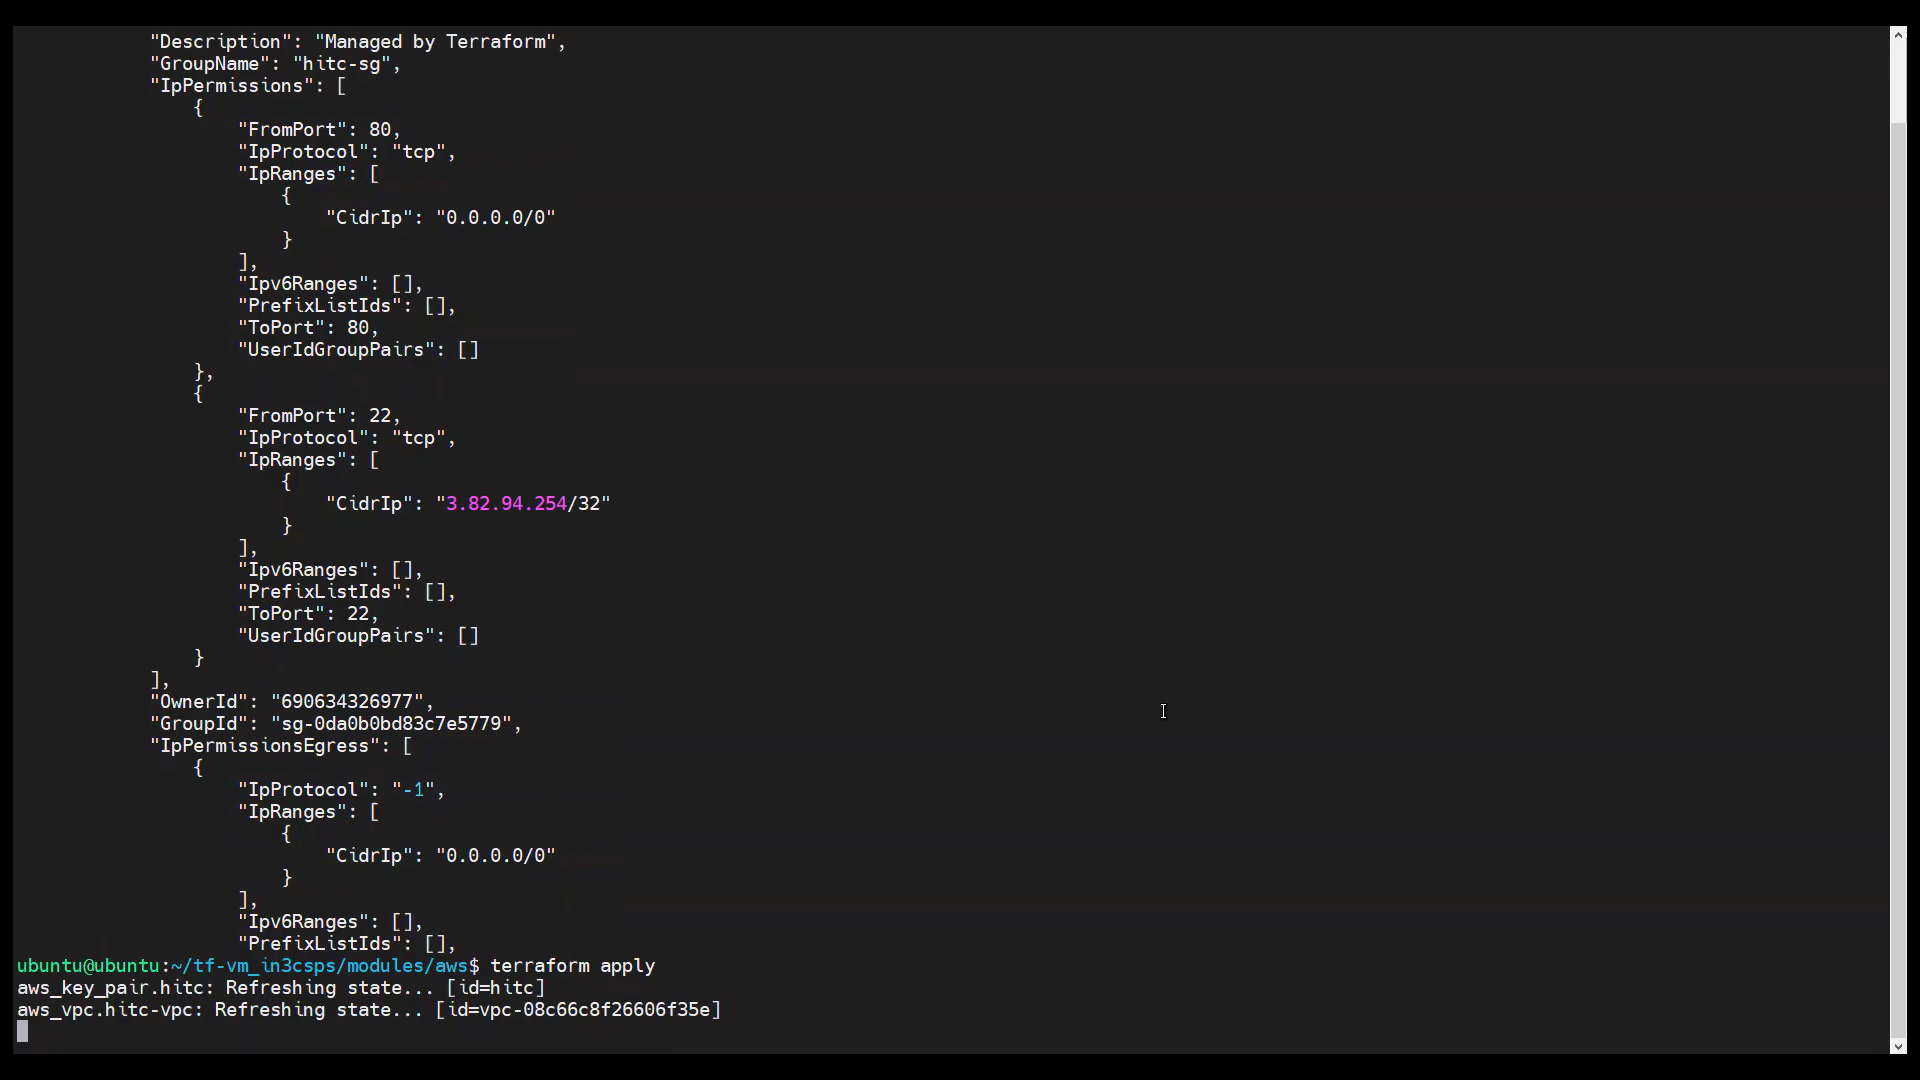 "Description": "Managed by Terraform",
"GroupName": "hitc-sg",
"IpPermissions": [
{
"FromPort": 80,
"IpProtocol": "tcp",
"IpRanges": [
{
"CidrIp": "0.0.0.0/0"
}
],
"Ipv6Ranges": [],
"PrefixListIds": [],
"ToPort": 80,
"UserIdGroupPairs": []
},
{
"FromPort": 22,
"IpProtocol": "tcp",
"IpRanges": [
{
"CidrIp": "3.82.94.254/32"
}
],
"Ipv6Ranges": [],
"PrefixListIds": [],
"ToPort": 22,
"UserIdGroupPairs": []
}
],
"OwnerId": "690634326977",
"GroupId": "sg-0da0b0bd83c7e5779",
"IpPermissionsEgress": [
{
"IpProtocol": "-1",
"IpRanges": [
{
"CidrIp": "0.0.0.0/0"
}
],
"Ipv6Ranges": [],
"PrefixListIds": [],
ubuntu@ubuntu:~/tf-vm_in3csps/modules/aws$ terraform apply
aws_key_pair.hitc: Refreshing state... [id=hitc]
aws_vpc.hitc-vpc: Refreshing state... [id=vpc-08c66c8f26606f35e]